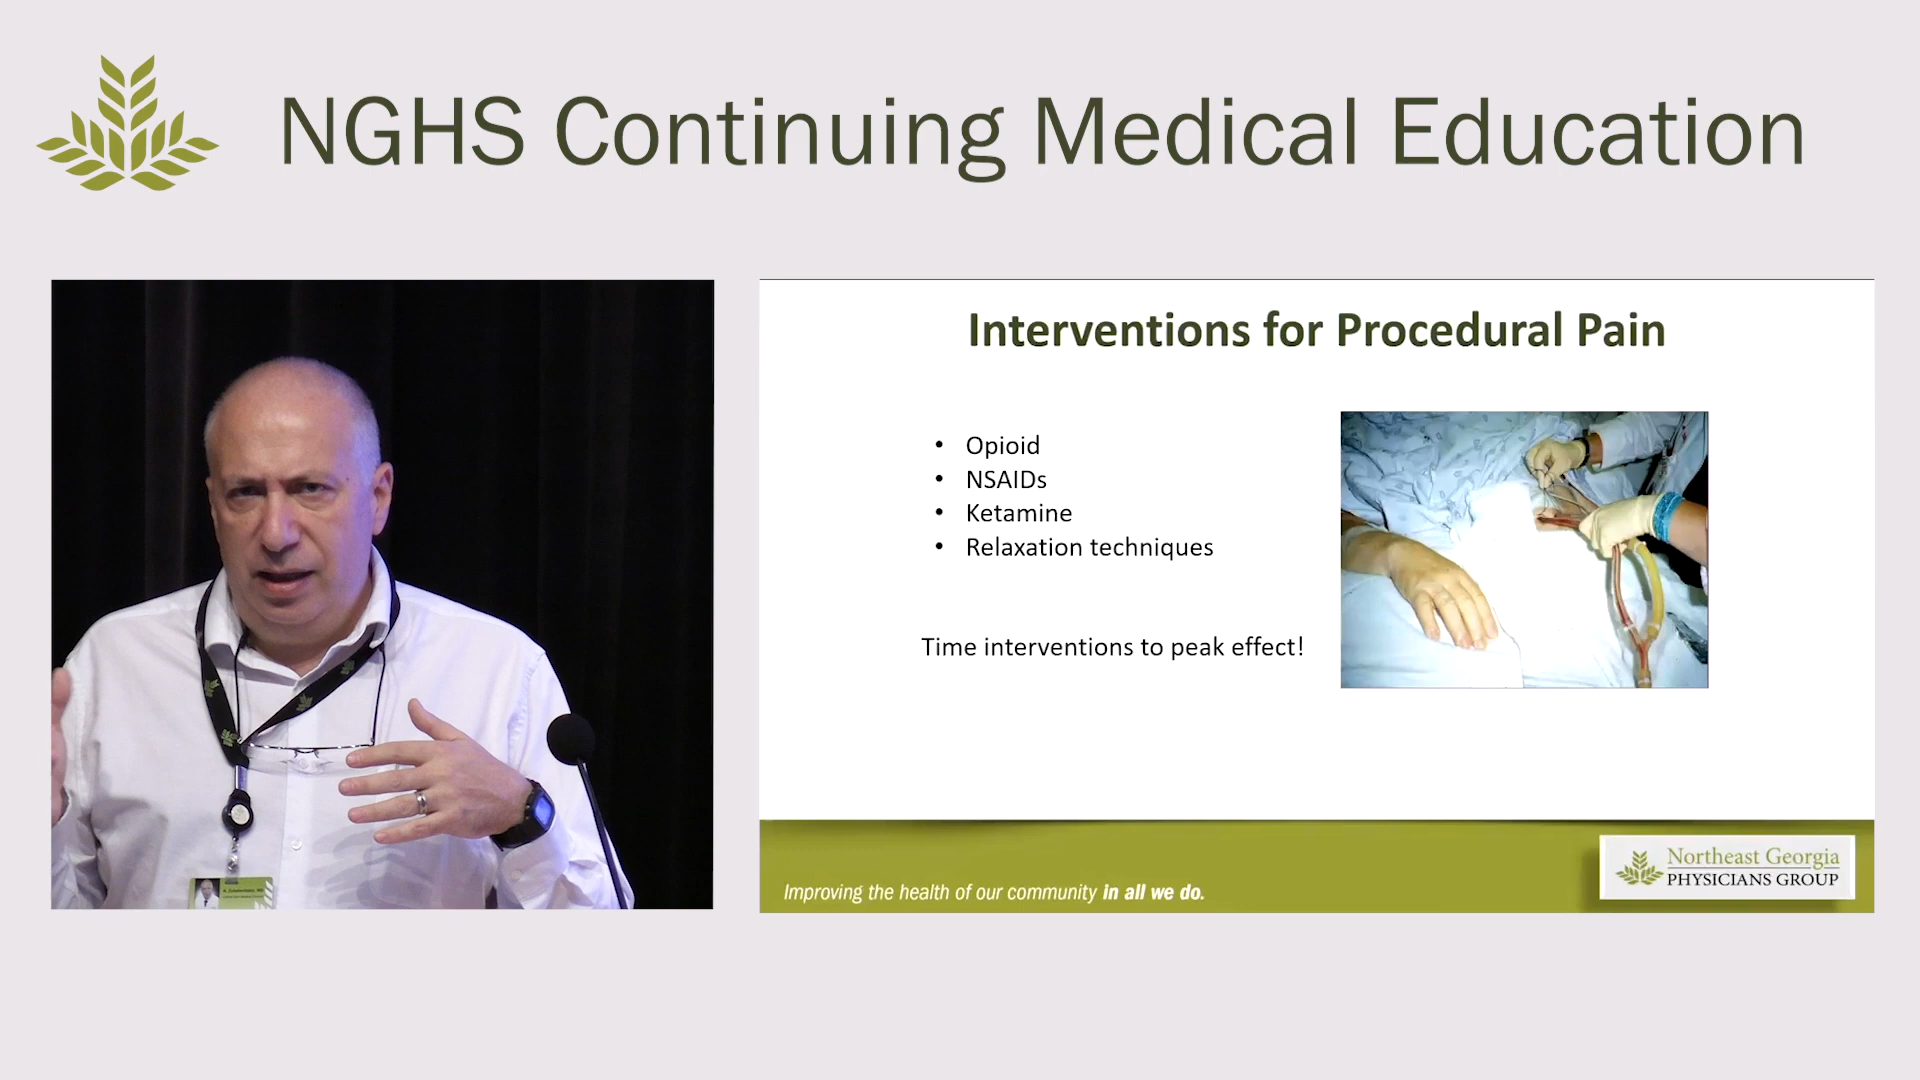 NGHS Continuing Medical Education
Interventions for Procedural Pain
• Opioid
• NSAIDs
• Ketamine
• Relaxation techniques
Time interventions to peak effect!
Improving the health of our community in all we do.
Northeast Georgia
PHYSICIANS GROUP